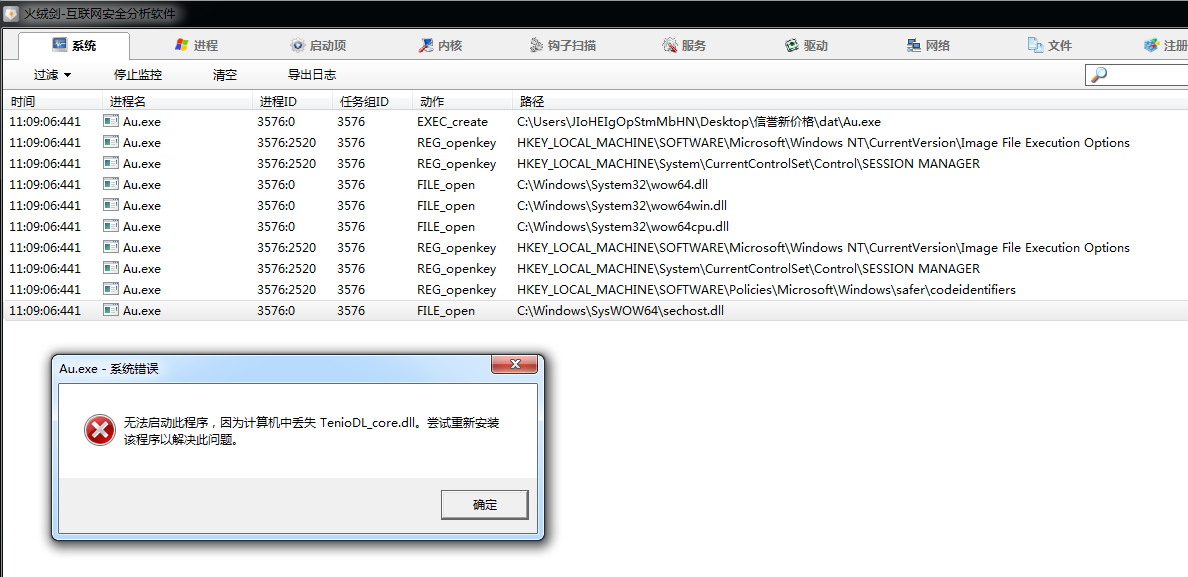 火绒剑-互联网安全分析软件
系统 进程 启动项 内核 钩子扫描 服务 驱动 网络 文件 注册
过滤 停止监控 清空 导出日志
时间 进程名 进程ID 任务组ID 动作 路径
11:09:06:441 Au.exe 3576:0 3576 EXEC_create C:\Users\JIoHEIgOpStmMbHN\Desktop\信誉新价格\dat\Au.exe
11:09:06:441 Au.exe 3576:2520 3576 REG_openkey HKEY_LOCAL_MACHINE\SOFTWARE\Microsoft\Windows NT\CurrentVersion\Image File Execution Options
11:09:06:441 Au.exe 3576:2520 3576 REG_openkey HKEY_LOCAL_MACHINE\System\CurrentControlSet\Control\SESSION MANAGER
11:09:06:441 Au.exe 3576:0 3576 FILE_open C:\Windows\System32\wow64.dll
11:09:06:441 Au.exe 3576:0 3576 FILE_open C:\Windows\System32\wow64win.dll
11:09:06:441 Au.exe 3576:0 3576 FILE_open C:\Windows\System32\wow64cpu.dll
11:09:06:441 Au.exe 3576:2520 3576 REG_openkey HKEY_LOCAL_MACHINE\SOFTWARE\Microsoft\Windows NT\CurrentVersion\Image File Execution Options
11:09:06:441 Au.exe 3576:2520 3576 REG_openkey HKEY_LOCAL_MACHINE\System\CurrentControlSet\Control\SESSION MANAGER
11:09:06:441 Au.exe 3576:2520 3576 REG_openkey HKEY_LOCAL_MACHINE\SOFTWARE\Policies\Microsoft\Windows\safer\codeidentifiers
11:09:06:441 Au.exe 3576:0 3576 FILE_open C:\Windows\SysWOW64\sechost.dll
Au.exe - 系统错误
无法启动此程序，因为计算机中丢失 TenioDL_core.dll。尝试重新安装
该程序以解决此问题。
确定